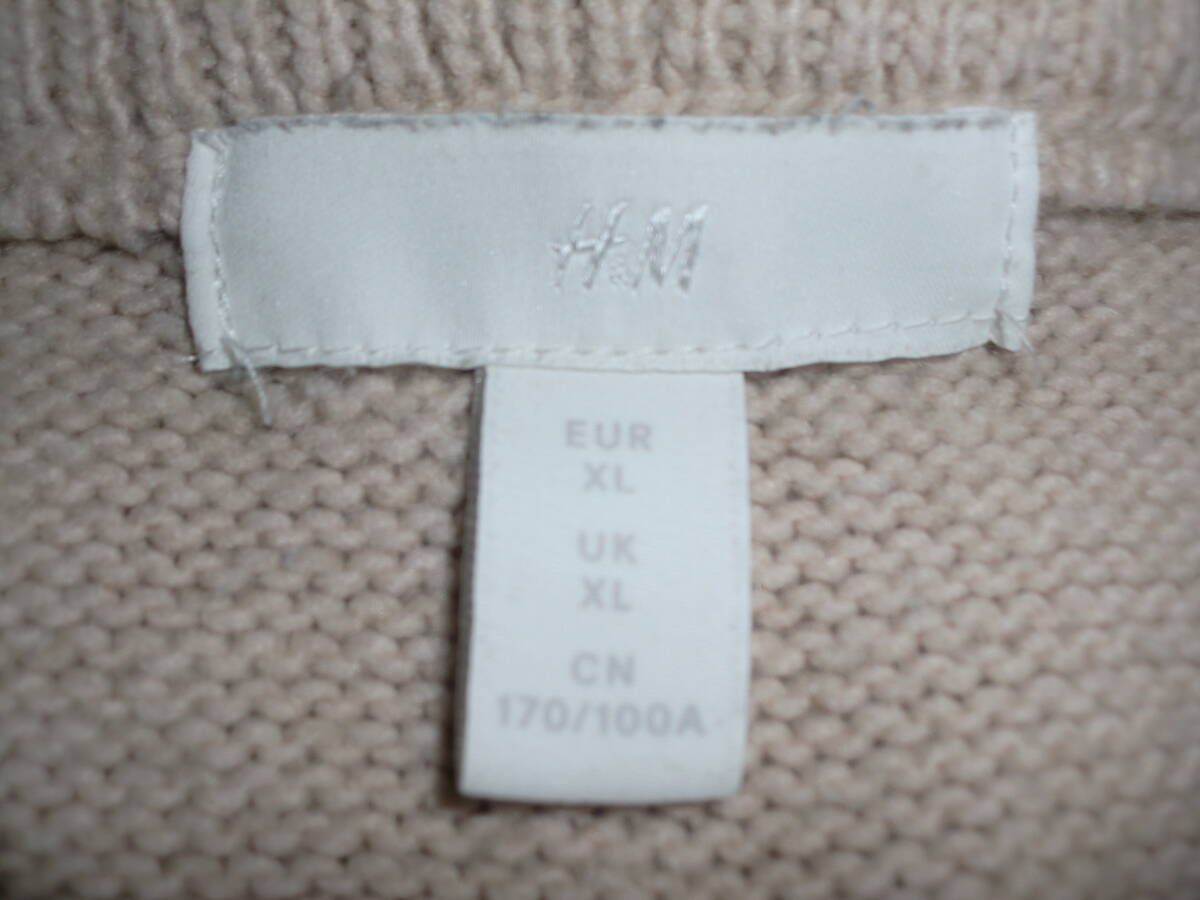 H&M
EUR
XL
UK
XL
CN
170/100A